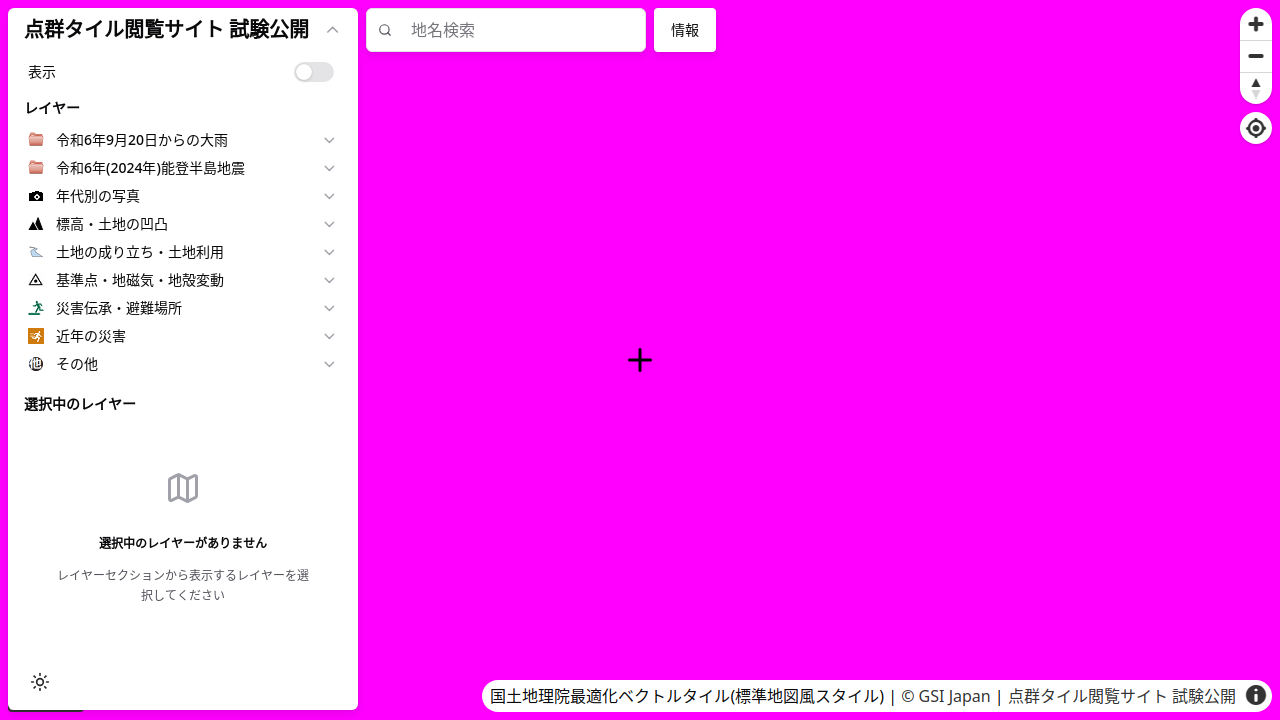 点群タイル閲覧サイト 試験公開
地名検索
情報
表示
レイヤー
令和6年9月20日からの大雨
令和6年(2024年)能登半島地震
年代別の写真
標高・土地の凹凸
土地の成り立ち・土地利用
基準点・地磁気・地殻変動
災害伝承・避難場所
近年の災害
その他
選択中のレイヤー
選択中のレイヤーがありません
レイヤーセクションから表示するレイヤーを選
択してください
国土地理院最適化ベクトルタイル(標準地図風スタイル) | © GSI Japan | 点群タイル閲覧サイト 試験公開